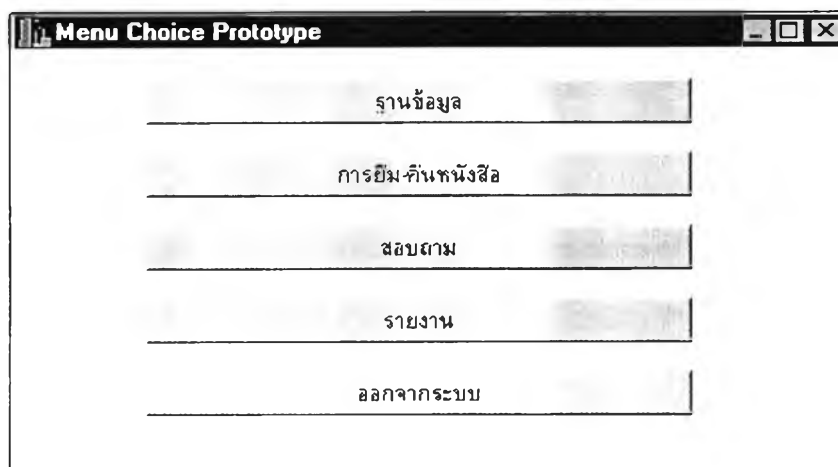 Menu Choice Prototype
ฐานข้อมูล
การยืม-คืนหนังสือ
สอบถาม
รายงาน
ออกจากระบบ